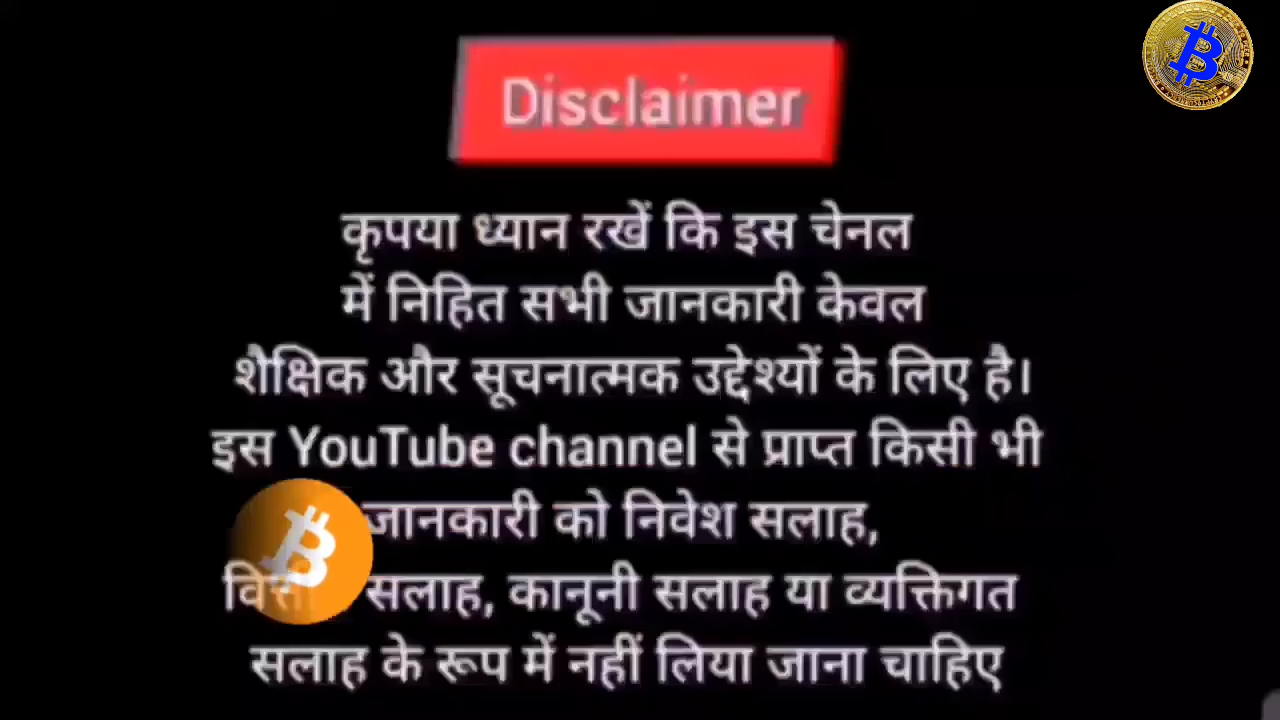 Disclaimer
कृपया ध्यान रखें कि इस चेनल
में निहित सभी जानकारी केवल
शैक्षिक और सूचनात्मक उद्देश्यों के लिए है।
इस YouTube channel से प्राप्त किसी भी
जानकारी को निवेश सलाह,
सलाह, कानूनी सलाह या व्यक्तिगत
सलाह के रूप में नहीं लिया जाना चाहिए